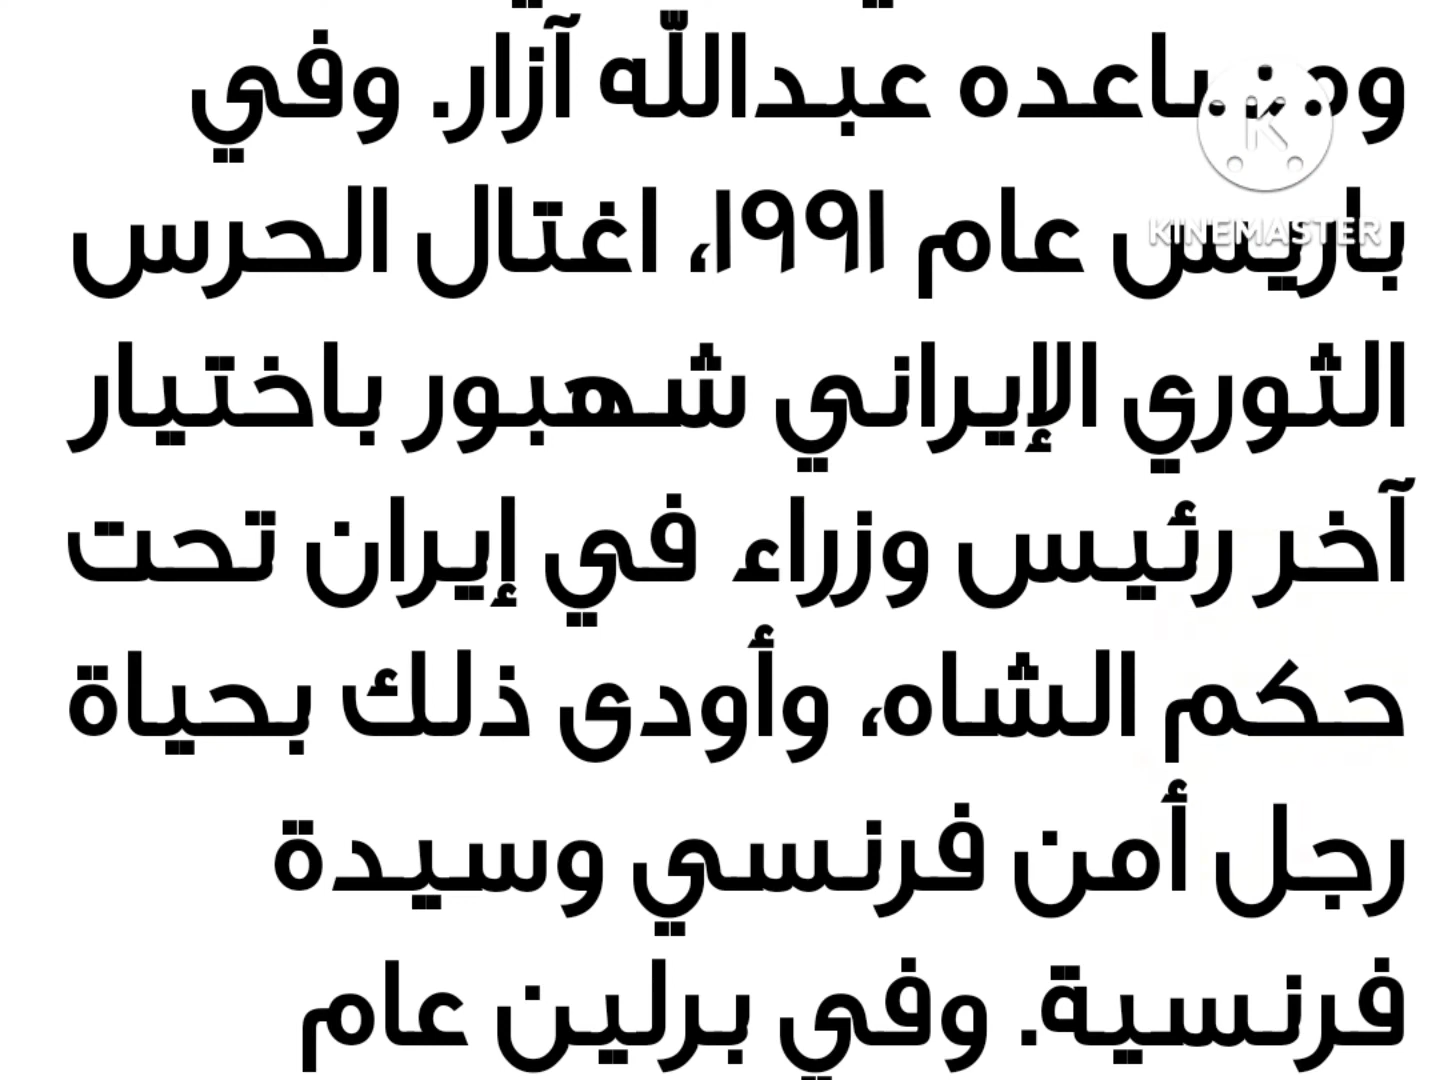 ومساعده عبداللّه آزار. وفي
باريس عام ١٩٩١، اغتال الحرس
الثوري الإيراني شهبور باختيار
آخر رئيس وزراء في إيران تحت
حكم الشاه، وأودى ذلك بحياة
رجل أمن فرنسي وسيدة
فرنسية. وفي برلين عام
KINEMASTER